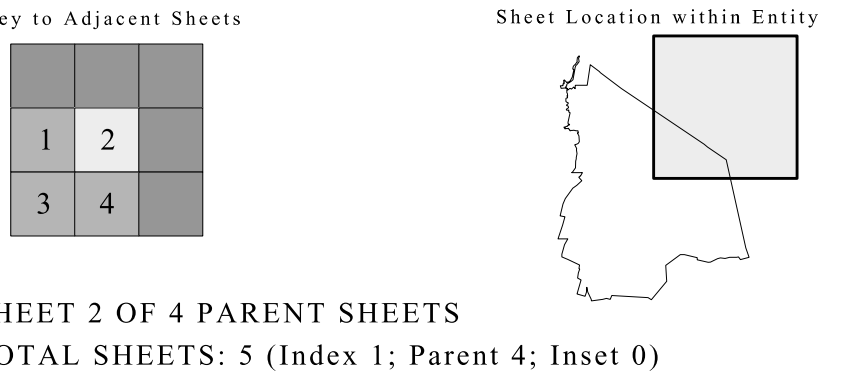 ey to Adjacent Sheets
Sheet Location within Entity
1 2
3 4
HEET 2 OF 4 PARENT SHEETS
OTAL SHEETS: 5 (Index 1; Parent 4; Inset 0)